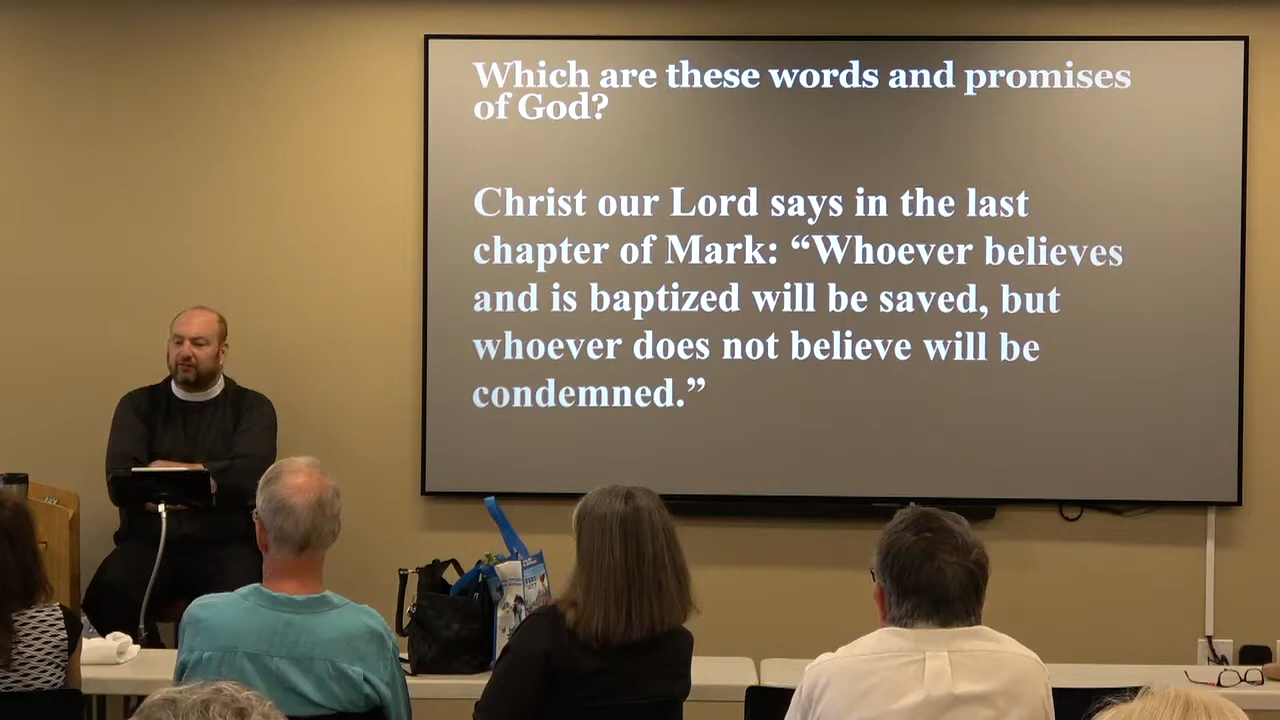 Which are these words and promises
of God?
Christ our Lord says in the last
chapter of Mark: “Whoever believes
and is baptized will be saved, but
whoever does not believe will be
condemned.”